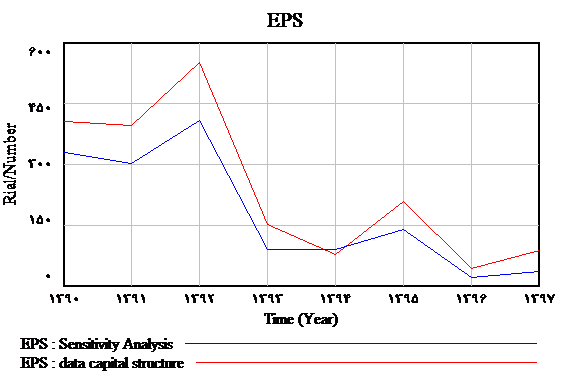 EPS
۶۰۰
۴۵۰
۳۰۰
۱۵۰
۰
Rial/Number
۱۳۹۰ ۱۳۹۱ ۱۳۹۲ ۱۳۹۳ ۱۳۹۴ ۱۳۹۵ ۱۳۹۶ ۱۳۹۷
Time (Year)
EPS : Sensitivity Analysis
EPS : data capital structure